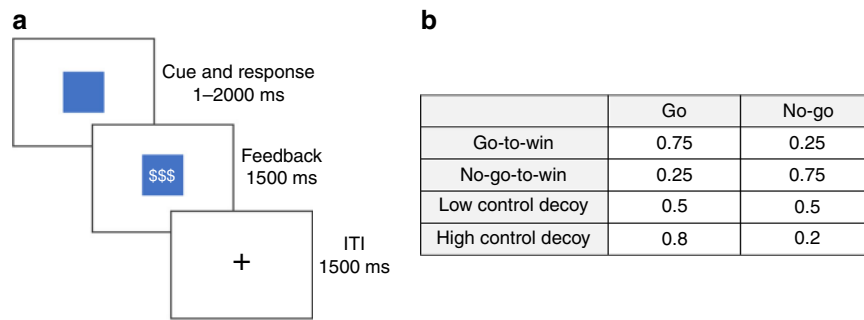 a
Cue and response
1–2000 ms
$$$
Feedback
1500 ms
+
ITI
1500 ms
b
Go No-go
Go-to-win 0.75 0.25
No-go-to-win 0.25 0.75
Low control decoy 0.5 0.5
High control decoy 0.8 0.2